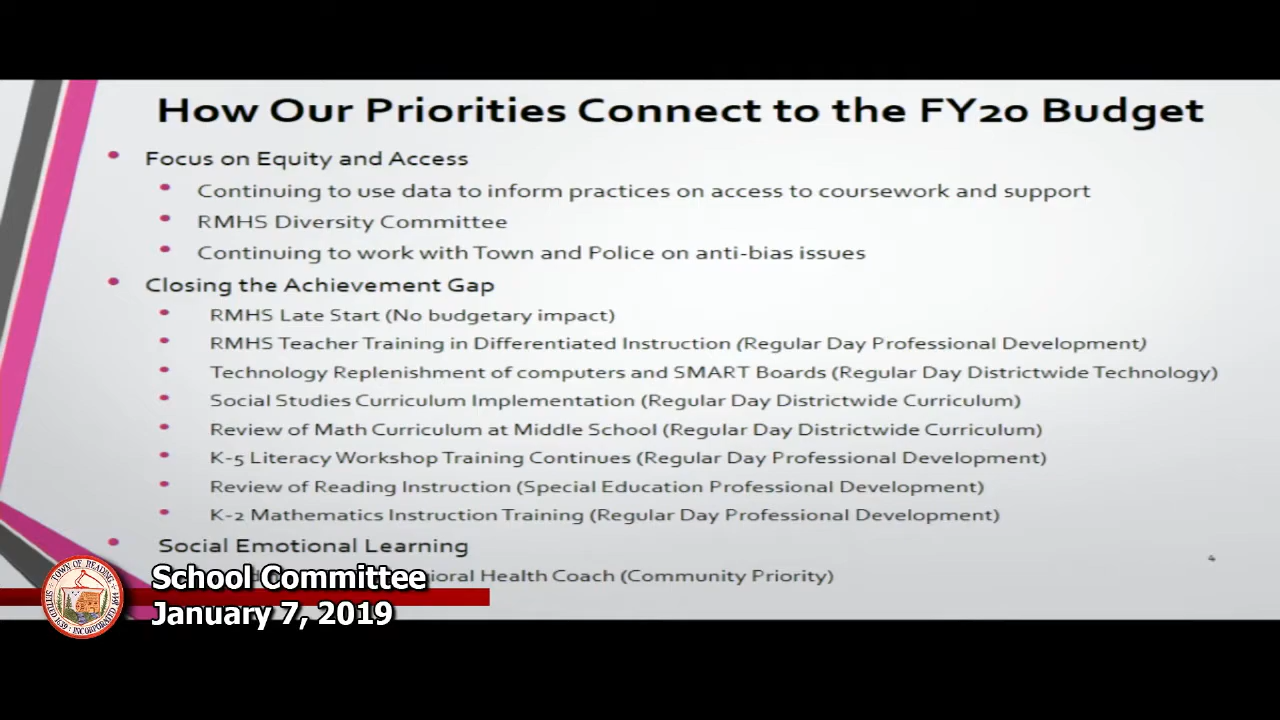 How Our Priorities Connect to the FY20 Budget
Focus on Equity and Access
Continuing to use data to inform practices on access to coursework and support
RMHS Diversity Committee
Continuing to work with Town and Police on anti-bias issues
Closing the Achievement Gap
RMHS Late Start (No budgetary impact)
RMHS Teacher Training in Differentiated Instruction (Regular Day Professional Development)
Technology Replenishment of computers and SMART Boards (Regular Day Districtwide Technology)
Social Studies Curriculum Implementation (Regular Day Districtwide Curriculum)
Review of Math Curriculum at Middle School (Regular Day Districtwide Curriculum)
K-5 Literacy Workshop Training Continues (Regular Day Professional Development)
Review of Reading Instruction (Special Education Professional Development)
K-2 Mathematics Instruction Training (Regular Day Professional Development)
Social Emotional Learning
Health Coach (Community Priority)
4
TOWN OF READING
School Committee
January 7, 2019